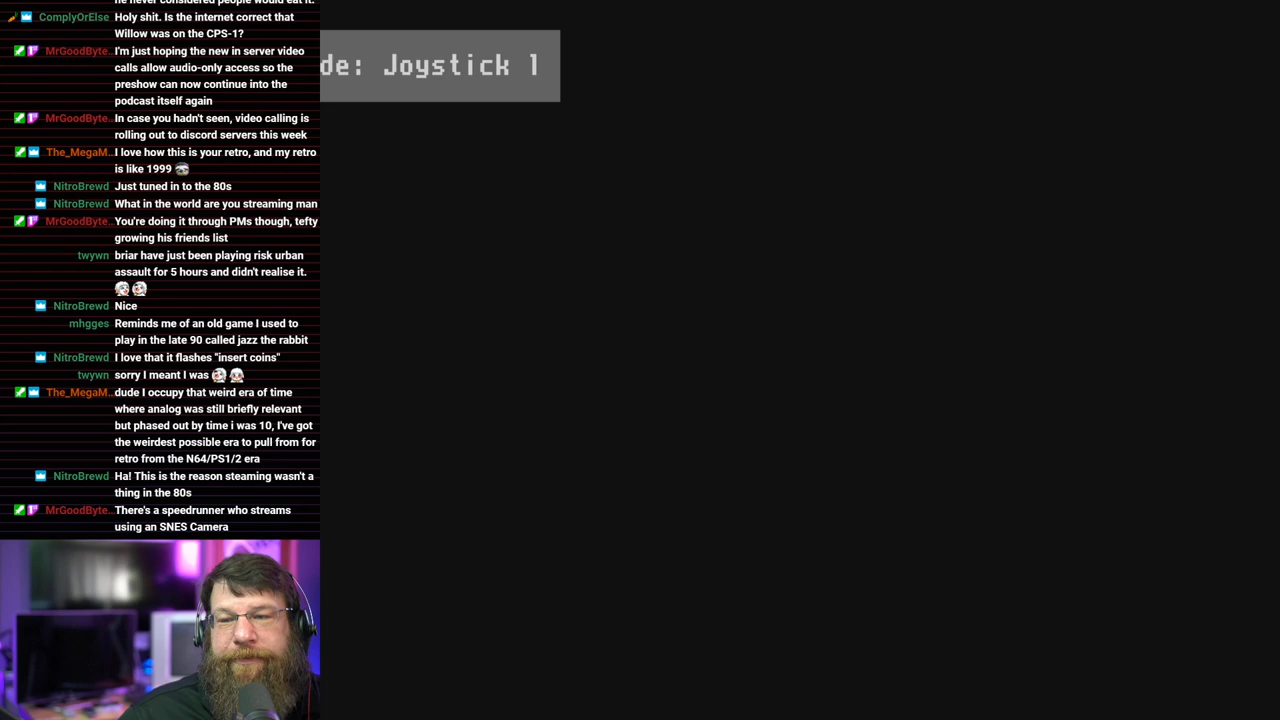 he never considered people would eat it.
ComplyOrElse Holy shit. Is the internet correct that
Willow was on the CPS-1?
MrGoodByte... I'm just hoping the new in server video
calls allow audio-only access so the
preshow can now continue into the
podcast itself again
MrGoodByte... In case you hadn't seen, video calling is
rolling out to discord servers this week
The_MegaM... I love how this is your retro, and my retro
is like 1999
NitroBrewd Just tuned in to the 80s
NitroBrewd What in the world are you streaming man
MrGoodByte... You're doing it through PMs though, tefty
growing his friends list
twywn briar have just been playing risk urban
assault for 5 hours and didn't realise it.
NitroBrewd Nice
mhgges Reminds me of an old game I used to
play in the late 90 called jazz the rabbit
NitroBrewd I love that it flashes "insert coins"
twywn sorry I meant I was
The_MegaM... dude I occupy that weird era of time
where analog was still briefly relevant
but phased out by time i was 10, I've got
the weirdest possible era to pull from for
retro from the N64/PS1/2 era
NitroBrewd Ha! This is the reason steaming wasn't a
thing in the 80s
MrGoodByte... There's a speedrunner who streams
using an SNES Camera
de: Joystick 1